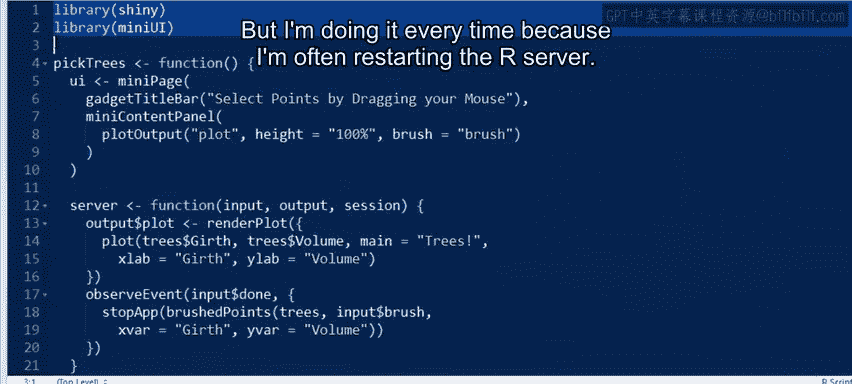 GPT中英字幕课程资源@bilibili.com
But I'm doing it every time because
I'm often restarting the R server.
1 library(shiny)
2 library(miniUI)
3
4 pickTrees <- function() {
5   ui <- miniPage(
6     gadgetTitleBar("Select Points by Dragging your Mouse"),
7     miniContentPanel(
8       plotOutput("plot", height = "100%", brush = "brush")
9     )
10   )
11
12   server <- function(input, output, session) {
13     output$plot <- renderPlot({
14       plot(trees$Girth, trees$Volume, main = "Trees!",
15         xlab = "Girth", ylab = "Volume")
16     })
17     observeEvent(input$done, {
18       stopApp(brushedPoints(trees, input$brush,
19         xvar = "Girth", yvar = "Volume"))
20     })
21   }
3:1 (Top Level) R Script